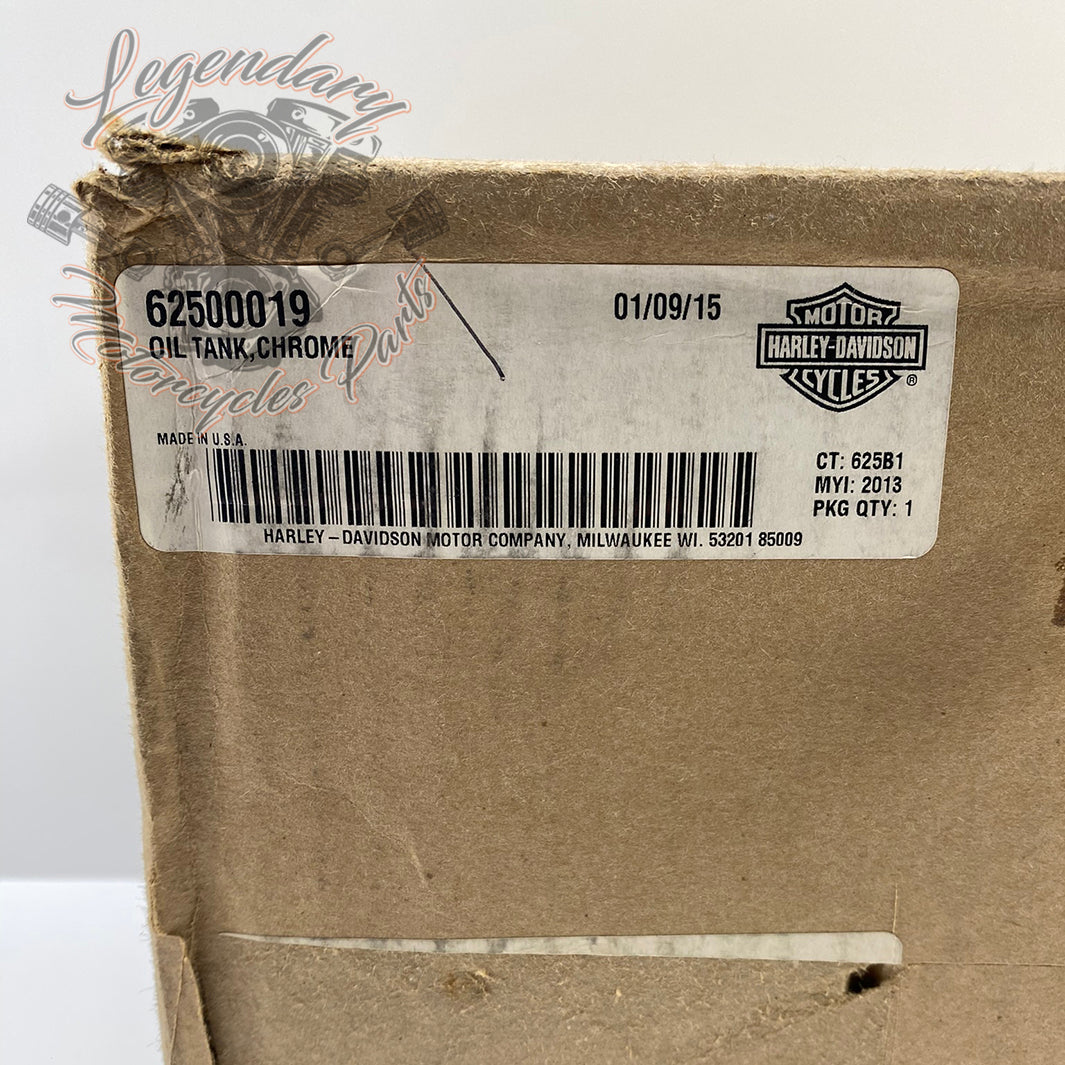 Legendary
Motorcycles Parts
62500019
01/09/15
OIL TANK,CHROME
MOTOR
HARLEY-DAVIDSON
CYCLES
®
MADE IN U.S.A.
CT: 625B1
MYI: 2013
PKG QTY: 1
HARLEY – DAVIDSON MOTOR COMPANY, MILWAUKEE WI. 53201 85009